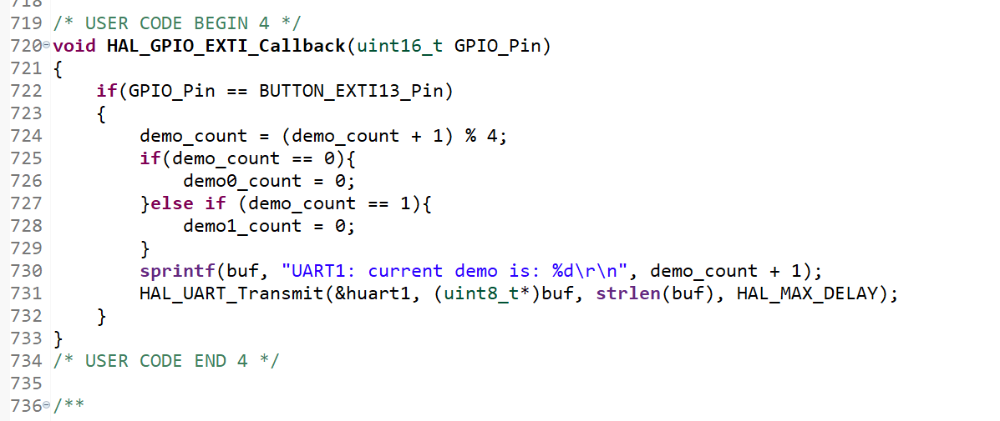 718
719 /* USER CODE BEGIN 4 */
720 void HAL_GPIO_EXTI_Callback(uint16_t GPIO_Pin)
721 {
722     if(GPIO_Pin == BUTTON_EXTI13_Pin)
723     {
724         demo_count = (demo_count + 1) % 4;
725         if(demo_count == 0){
726             demo0_count = 0;
727         }else if (demo_count == 1){
728             demo1_count = 0;
729         }
730         sprintf(buf, "UART1: current demo is: %d\r\n", demo_count + 1);
731         HAL_UART_Transmit(&huart1, (uint8_t*)buf, strlen(buf), HAL_MAX_DELAY);
732     }
733 }
734 /* USER CODE END 4 */
735
736 /**